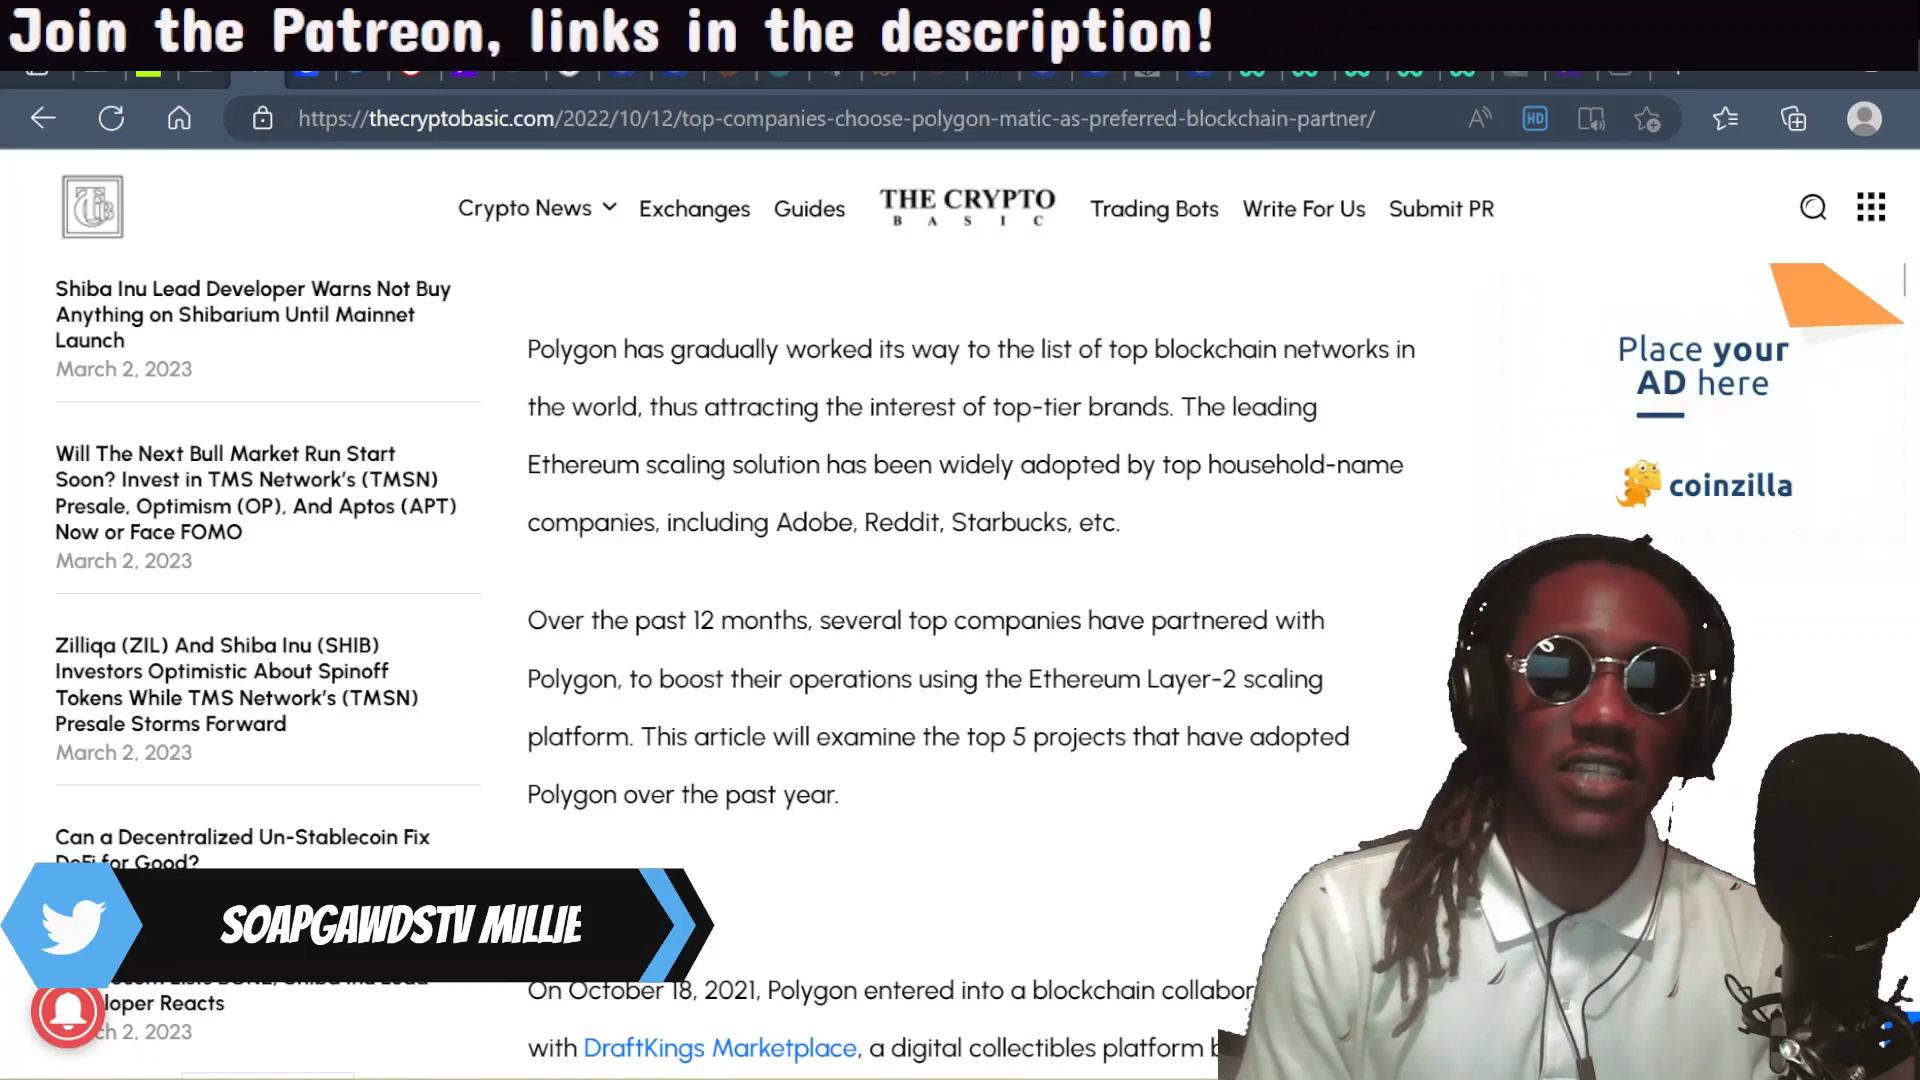 Join the Patreon, links in the description!
https://thecryptobasic.com/2022/10/12/top-companies-choose-polygon-matic-as-preferred-blockchain-partner/
HD
Crypto News
Exchanges
Guides
THE CRYPTO
BASIC
Trading Bots
Write For Us
Submit PR
Shiba Inu Lead Developer Warns Not Buy
Anything on Shibarium Until Mainnet
Launch
March 2, 2023
Will The Next Bull Market Run Start
Soon? Invest in TMS Network's (TMSN)
Presale, Optimism (OP), And Aptos (APT)
Now or Face FOMO
March 2, 2023
Zilliqa (ZIL) And Shiba Inu (SHIB)
Investors Optimistic About Spinoff
Tokens While TMS Network's (TMSN)
Presale Storms Forward
March 2, 2023
Can a Decentralized Un-Stablecoin Fix
DeFi for Good?
loper Reacts
ch 2, 2023
Polygon has gradually worked its way to the list of top blockchain networks in
the world, thus attracting the interest of top-tier brands. The leading
Ethereum scaling solution has been widely adopted by top household-name
companies, including Adobe, Reddit, Starbucks, etc.
Over the past 12 months, several top companies have partnered with
Polygon, to boost their operations using the Ethereum Layer-2 scaling
platform. This article will examine the top 5 projects that have adopted
Polygon over the past year.
On October 18, 2021, Polygon entered into a blockchain collabor
with DraftKings Marketplace, a digital collectibles platform b
Place your
AD here
coinzilla
SOAPGAWDSTV MILLIE